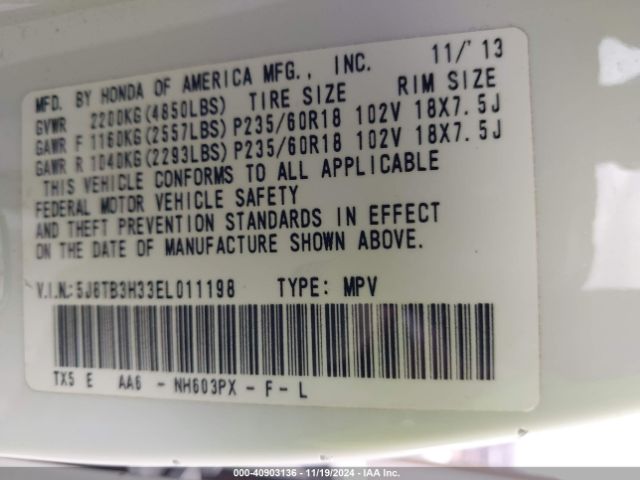 MFD. BY HONDA OF AMERICA MFG., INC. 11/'13
GVWR 2200KG(4850LBS) TIRE SIZE RIM SIZE
GAWR F 1160KG(2557LBS) P235/60R18 102V 18X7.5J
GAWR R 1040KG(2293LBS) P235/60R18 102V 18X7.5J
THIS VEHICLE CONFORMS TO ALL APPLICABLE
FEDERAL MOTOR VEHICLE SAFETY
AND THEFT PREVENTION STANDARDS IN EFFECT
ON THE DATE OF MANUFACTURE SHOWN ABOVE.
V.I.N:5J8TB3H33EL011198 TYPE: MPV
TX5 E AA6 - NH603PX - F - L
000-40903136 - 11/19/2024 - IAA Inc.